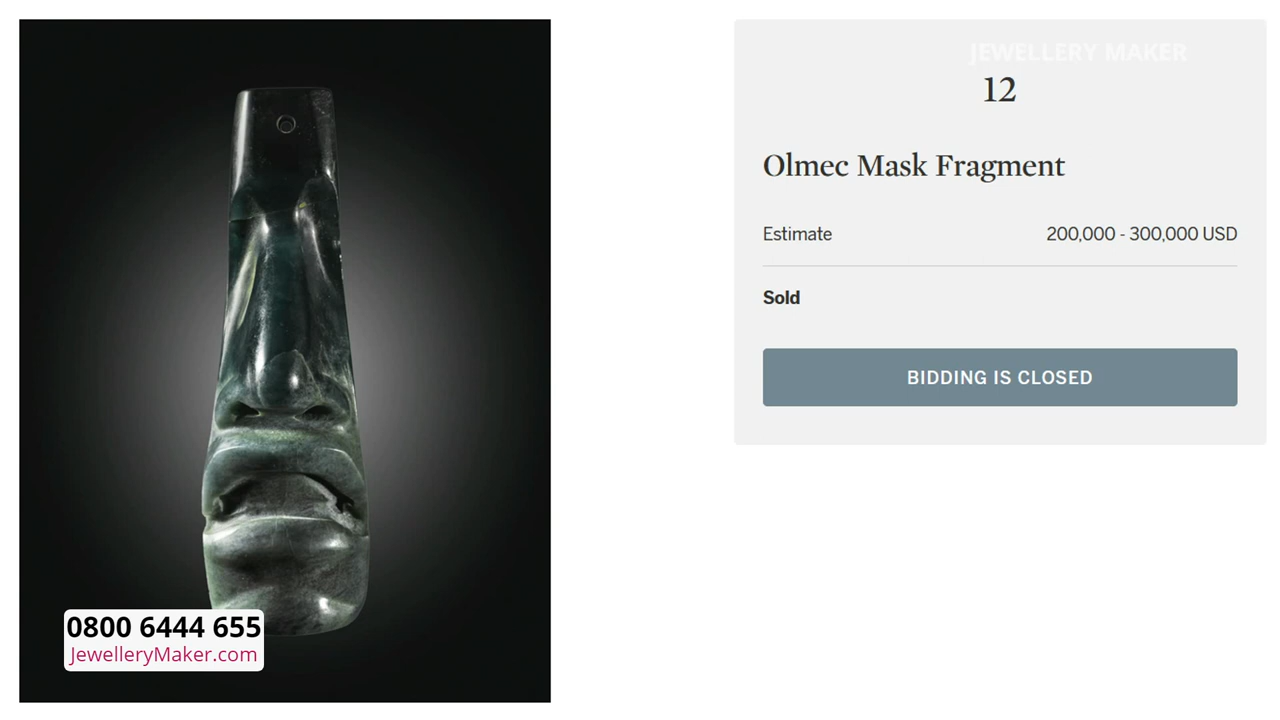 JEWELLERY MAKER
12
Olmec Mask Fragment
Estimate 200,000 - 300,000 USD
Sold
BIDDING IS CLOSED
0800 6444 655
JewelleryMaker.com